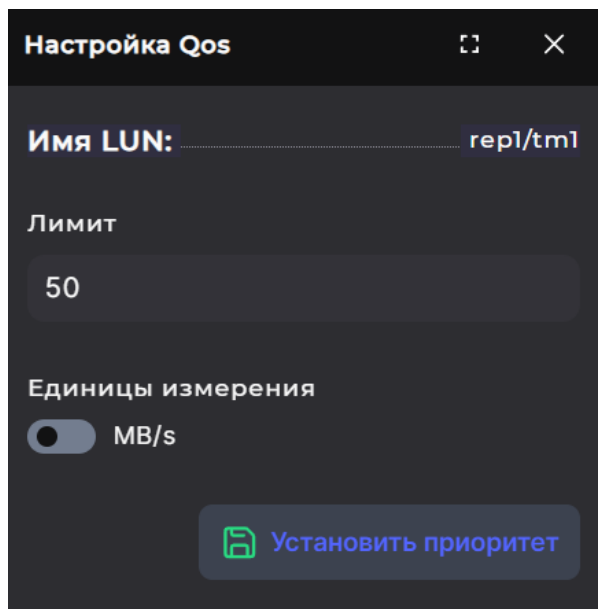 Настройка Qos
Имя LUN: rep1/tm1
Лимит
50
Единицы измерения
MB/s
Установить приоритет